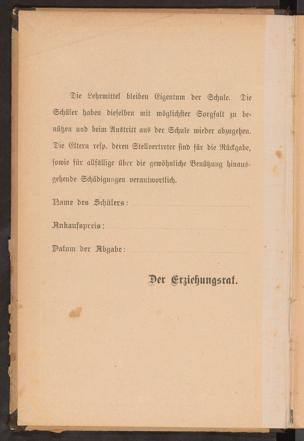 Die Lehrmittel bleiben Eigentum der Schule. Die
Schüler haben dieselben mit möglichster Sorgfalt zu be-
nützen und beim Austritt aus der Schule wieder abzugeben.
Die Eltern resp. deren Stellvertreter sind für die Rückgabe,
sowie für allfällige über die gewöhnliche Benützung hinaus-
gehende Schädigungen verantwortlich.
Name des Schülers:
Ankaufspreis:
Datum der Abgabe:
Der Erziehungsrat.